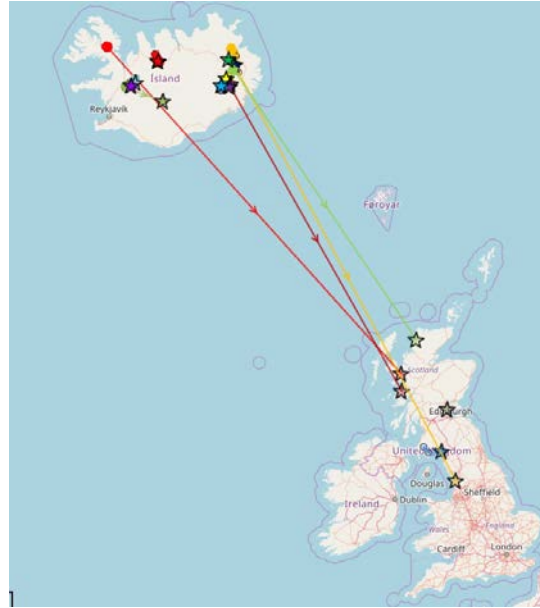 Ísland
Reykjavík
Føroyar
Scotland
Edinburgh
United Kingdom
Douglas
Sheffield
Ireland
Dublin
Wales
England
Cardiff
London